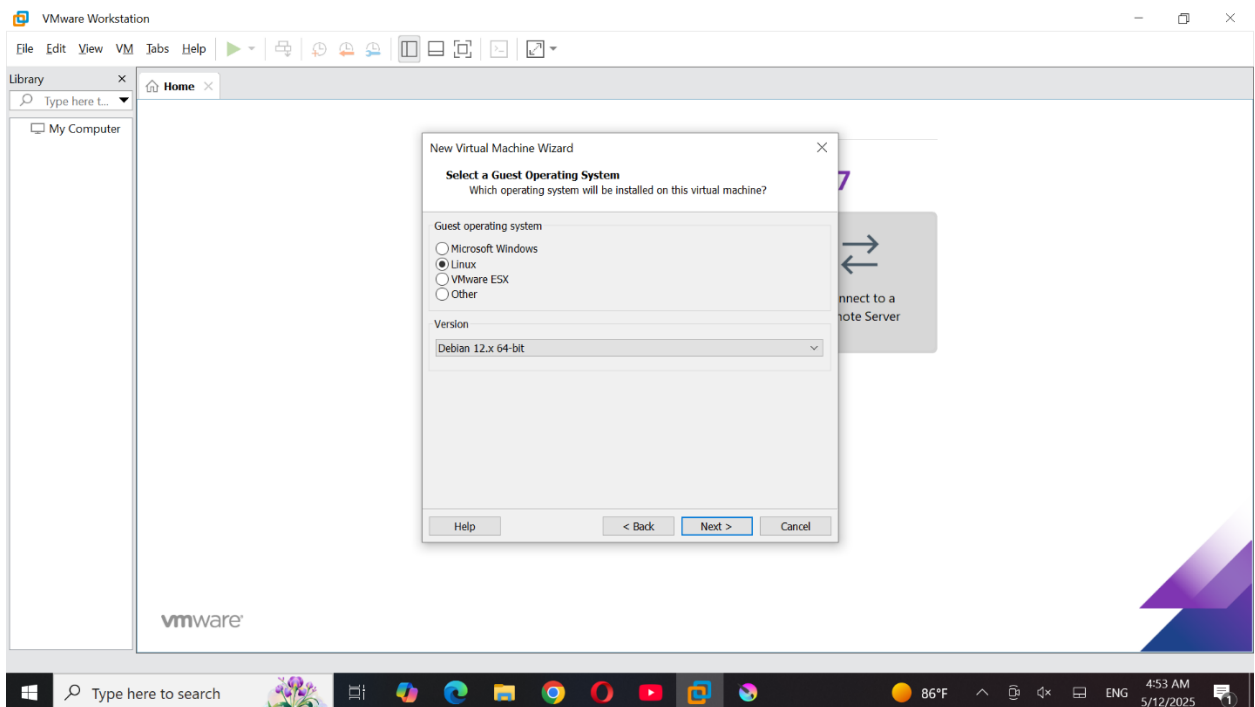 VMware Workstation
File Edit View VM Tabs Help
Library
Type here t...
My Computer
Home
7
New Virtual Machine Wizard
Select a Guest Operating System
Which operating system will be installed on this virtual machine?
Guest operating system
Microsoft Windows
Linux
VMware ESX
Other
Version
Debian 12.x 64-bit
nnect to a
note Server
Help < Back Next > Cancel
vmware
Type here to search
86°F
ENG
4:53 AM
5/12/2025
1